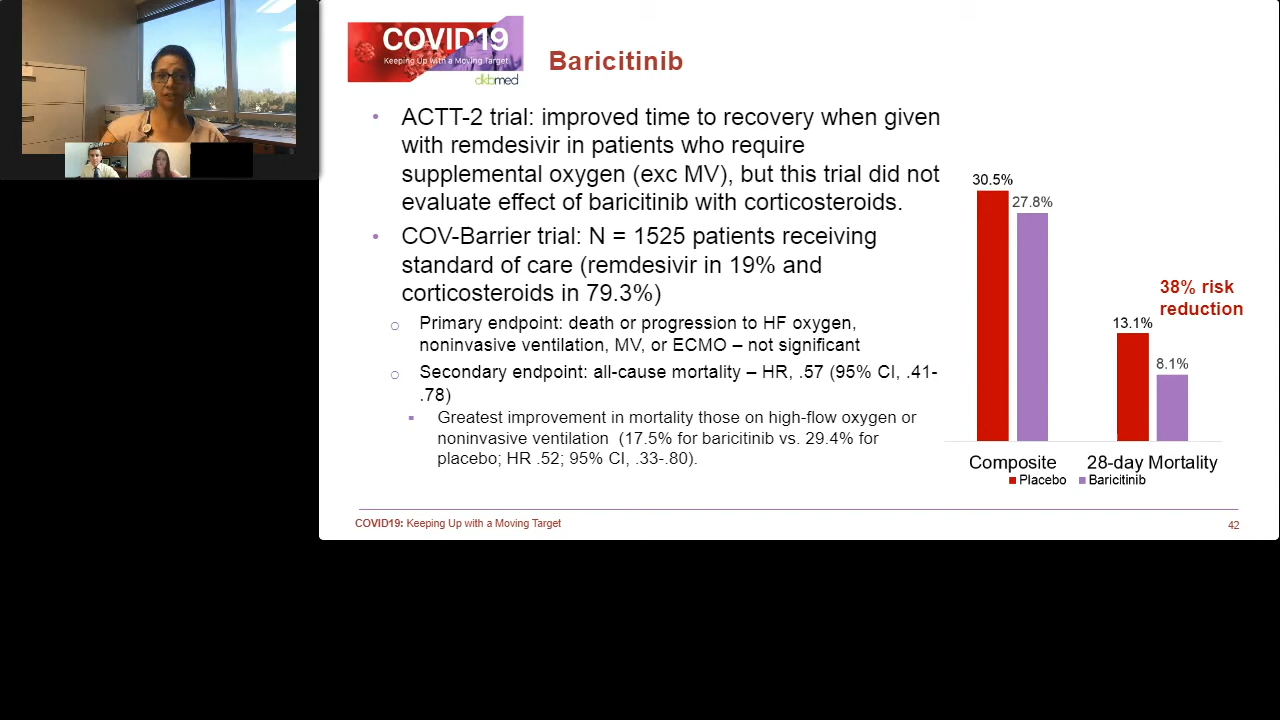 COVID19
Keeping Up with a Moving Target
dkbmed
Baricitinib
• ACTT-2 trial: improved time to recovery when given
with remdesivir in patients who require
supplemental oxygen (exc MV), but this trial did not
evaluate effect of baricitinib with corticosteroids.
• COV-Barrier trial: N = 1525 patients receiving
standard of care (remdesivir in 19% and
corticosteroids in 79.3%)
o Primary endpoint: death or progression to HF oxygen,
noninvasive ventilation, MV, or ECMO – not significant
o Secondary endpoint: all-cause mortality – HR, .57 (95% CI, .41-
.78)
▪ Greatest improvement in mortality those on high-flow oxygen or
noninvasive ventilation (17.5% for baricitinib vs. 29.4% for
placebo; HR .52; 95% CI, .33-.80).
30.5%
27.8%
38% risk
reduction
13.1%
8.1%
Composite 28-day Mortality
Placebo Baricitinib
COVID19: Keeping Up with a Moving Target
42